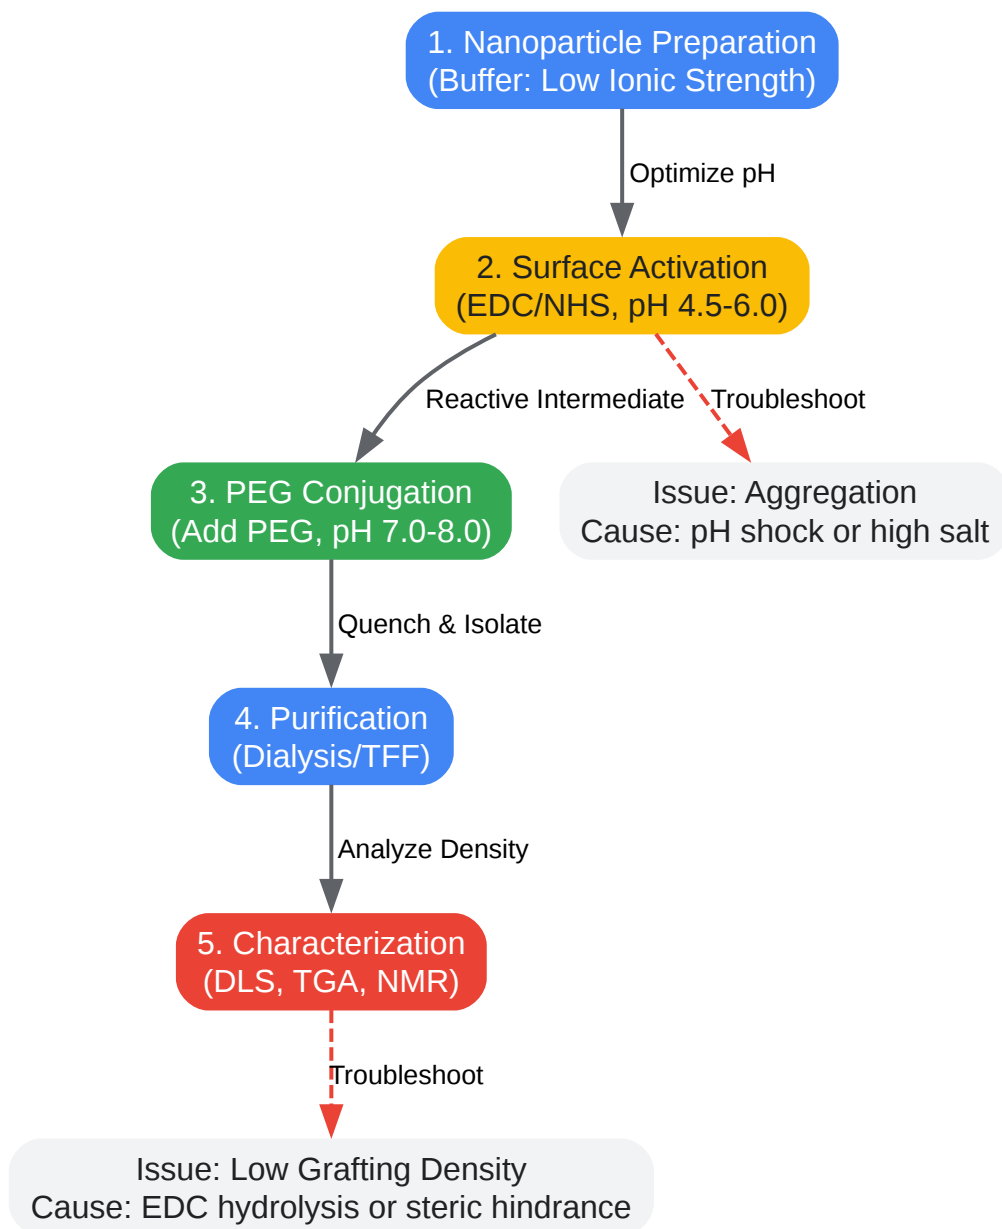 1. Nanoparticle Preparation
(Buffer: Low Ionic Strength)
Optimize pH
2. Surface Activation
(EDC/NHS, pH 4.5-6.0)
Reactive Intermediate
Troubleshoot
3. PEG Conjugation
(Add PEG, pH 7.0-8.0)
Issue: Aggregation
Cause: pH shock or high salt
Quench & Isolate
4. Purification
(Dialysis/TFF)
Analyze Density
5. Characterization
(DLS, TGA, NMR)
Troubleshoot
Issue: Low Grafting Density
Cause: EDC hydrolysis or steric hindrance